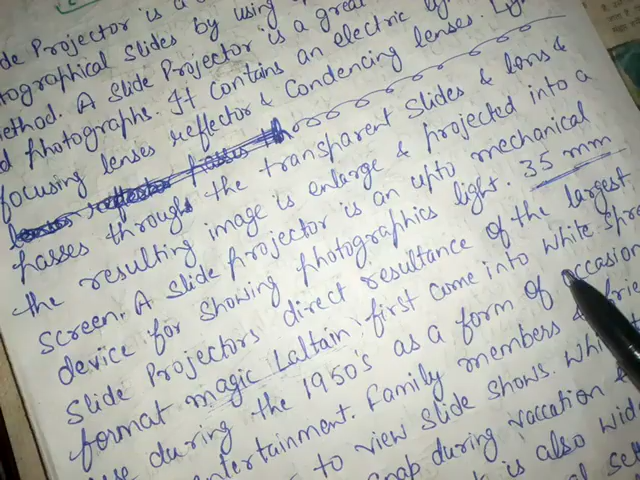 de Projector is a
tographical slides by using
ethod. A Slide Projector is a great
d photographs. It contains an electric
focusing lenses reflector & Condencing lenses.
passes through the transparent Slides & lans &
the resulting image is enlarge & projected into a
Screen. A Slide projector is an upto mechanical
device for showing photographics light. 35 mm
Slide Projectors direct resultance of the largest
format magic Laltain. first came into white
during the 1950's as a form of occasion
entertainment. Family members &
to view slide shows.
snap during vaccation
is also